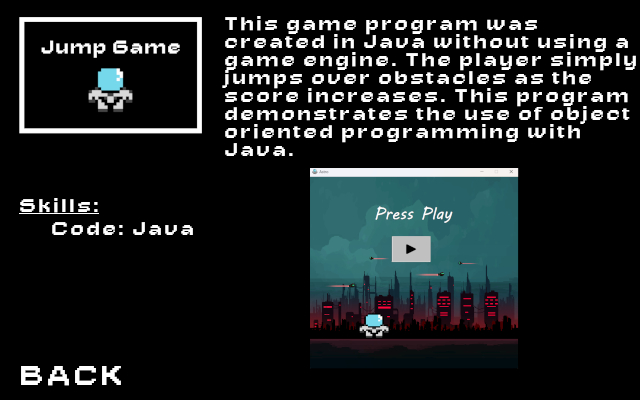 Jump Game
This game program was
created in Java without using a
game engine. The player simply
jumps over obstacles as the
score increases. This program
demonstrates the use of object
oriented programming with
Java.
Skills:
Code: Java
Press Play
BACK